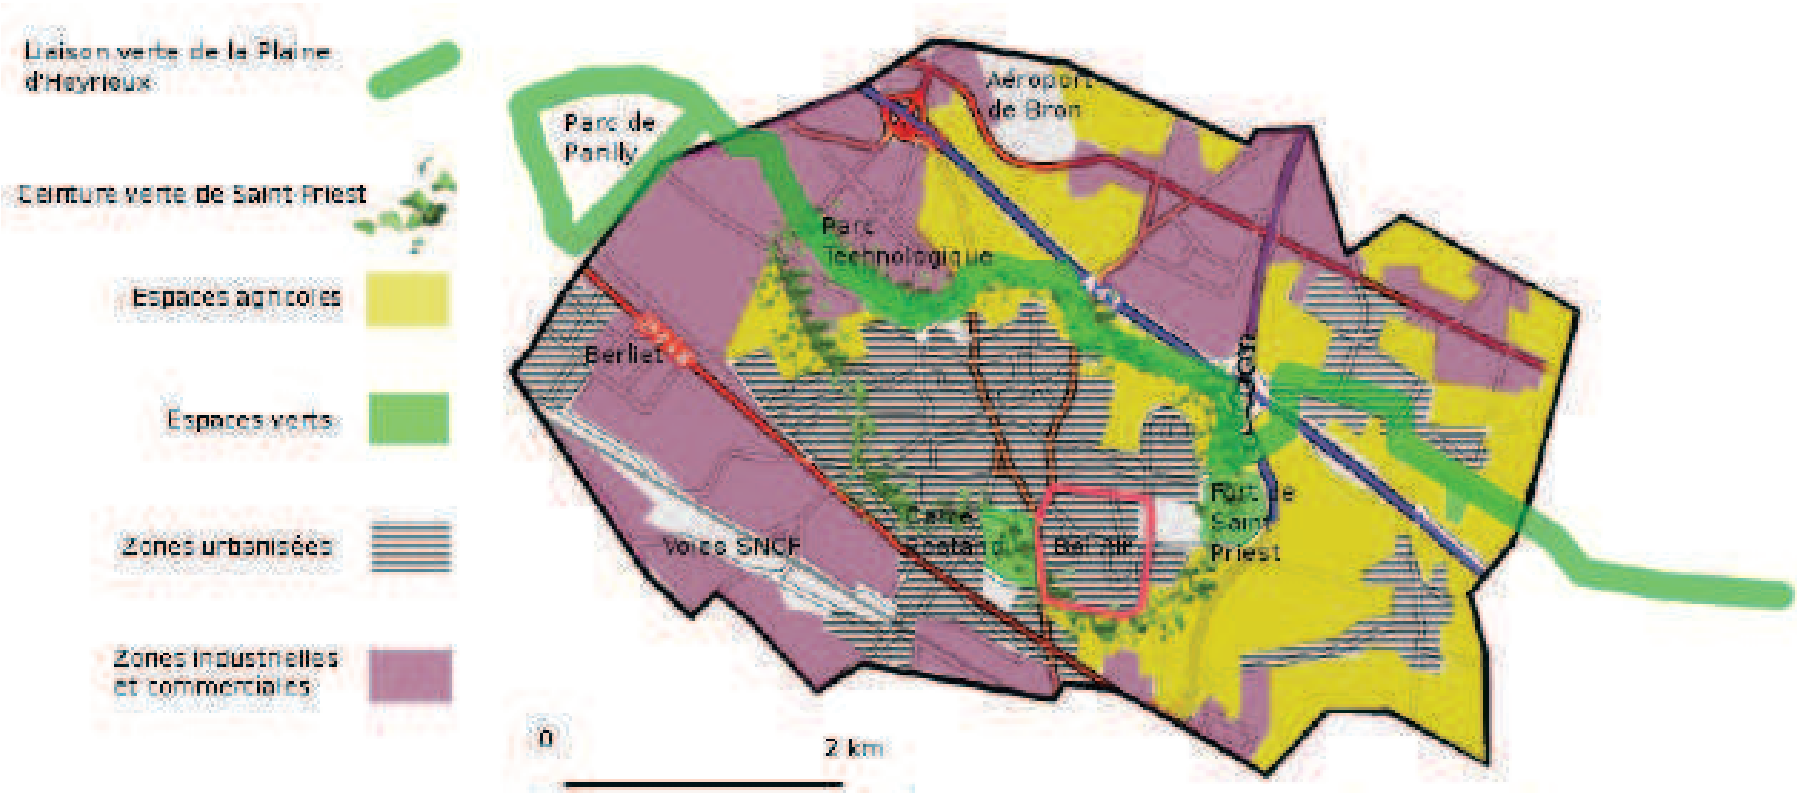 Liaison verte de la Plaine
d'Heyrieux
Ceinture verte de Saint Priest
Espaces agricoles
Espaces verts
Zones urbanisées
Zones industrielles
et commerciales
0
2 km
Parc de
Parilly
Aéroport
de Bron
Parc
Technologique
Berliet
Voies SNCF
Bel air
Fort de
Saint
Priest